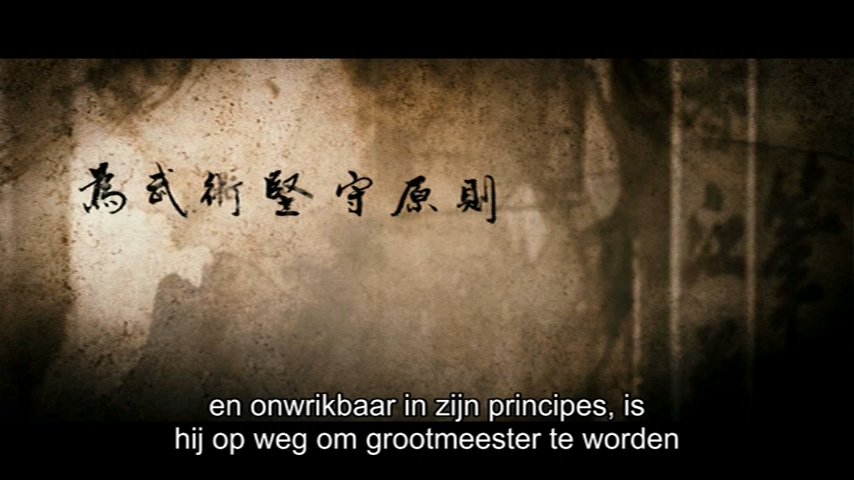 為武術堅守原則
en onwrikbaar in zijn principes, is
hij op weg om grootmeester te worden